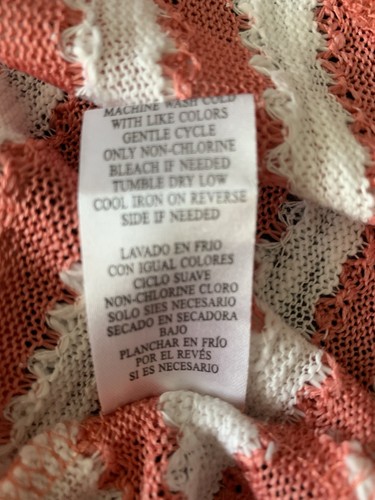 MACHINE WASH COLD
WITH LIKE COLORS
GENTLE CYCLE
ONLY NON-CHLORINE
BLEACH IF NEEDED
TUMBLE DRY LOW
COOL IRON ON REVERSE
SIDE IF NEEDED
LAVADO EN FRIO
CON IGUAL COLORES
CICLO SUAVE
NON-CHLORINE CLORO
SOLO SIES NECESARIO
SECADO EN SECADORA
BAJO
PLANCHAR EN FRÍO
POR EL REVÉS
SI ES NECESARIO